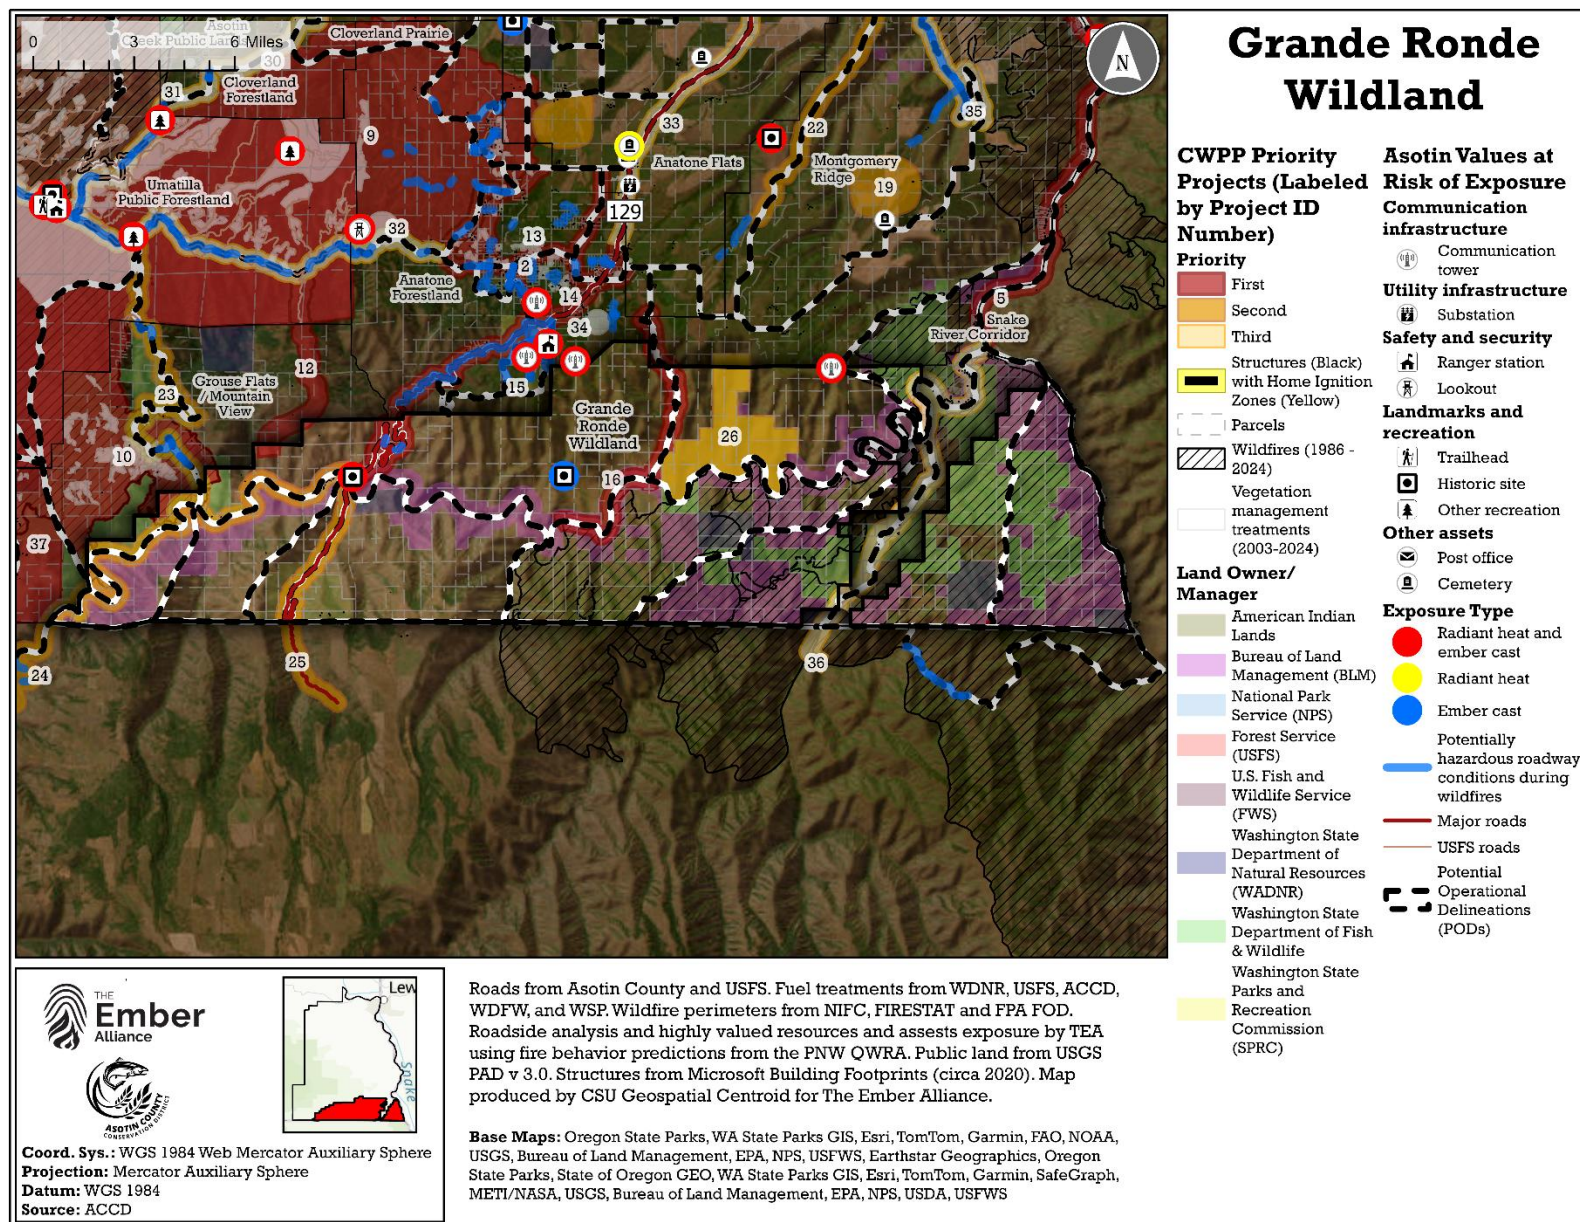 Grande Ronde
Wildland
0 3 6 Miles
Asotin
Creek Public Lands
30
Cloverland Prairie
Cloverland
Forestland
31
9
33
22
35
Anatone Flats
Montgomery
Ridge
19
Umatilla
Public Forestland
129
32
13
2
Anatone
Forestland
14
34
5
Snake
River Corridor
12
Grouse Flats
/ Mountain
View
23
15
Grande
Ronde
Wildland
26
10
16
37
24
25
36
N
CWPP Priority
Projects (Labeled
by Project ID
Number)
Priority
First
Second
Third
Structures (Black)
with Home Ignition
Zones (Yellow)
Parcels
Wildfires (1986 -
2024)
Vegetation
management
treatments
(2003-2024)
Land Owner/
Manager
American Indian
Lands
Bureau of Land
Management (BLM)
National Park
Service (NPS)
Forest Service
(USFS)
U.S. Fish and
Wildlife Service
(FWS)
Washington State
Department of
Natural Resources
(WADNR)
Washington State
Department of Fish
& Wildlife
Washington State
Parks and
Recreation
Commission
(SPRC)
Asotin Values at
Risk of Exposure
Communication
infrastructure
Communication
tower
Utility infrastructure
Substation
Safety and security
Ranger station
Lookout
Landmarks and
recreation
Trailhead
Historic site
Other recreation
Other assets
Post office
Cemetery
Exposure Type
Radiant heat and
ember cast
Radiant heat
Ember cast
Potentially
hazardous roadway
conditions during
wildfires
Major roads
USFS roads
Potential
Operational
Delineations
(PODs)
THE
Ember
Alliance
ASOTIN COUNTY
CONSERVATION DISTRICT
Lew
Snake
Coord. Sys.: WGS 1984 Web Mercator Auxiliary Sphere
Projection: Mercator Auxiliary Sphere
Datum: WGS 1984
Source: ACCD
Roads from Asotin County and USFS. Fuel treatments from WDNR, USFS, ACCD,
WDFW, and WSP. Wildfire perimeters from NIFC, FIRESTAT and FPA FOD.
Roadside analysis and highly valued resources and assests exposure by TEA
using fire behavior predictions from the PNW QWRA. Public land from USGS
PAD v 3.0. Structures from Microsoft Building Footprints (circa 2020). Map
produced by CSU Geospatial Centroid for The Ember Alliance.
Base Maps: Oregon State Parks, WA State Parks GIS, Esri, TomTom, Garmin, FAO, NOAA,
USGS, Bureau of Land Management, EPA, NPS, USFWS, Earthstar Geographics, Oregon
State Parks, State of Oregon GEO, WA State Parks GIS, Esri, TomTom, Garmin, SafeGraph,
METI/NASA, USGS, Bureau of Land Management, EPA, NPS, USDA, USFWS